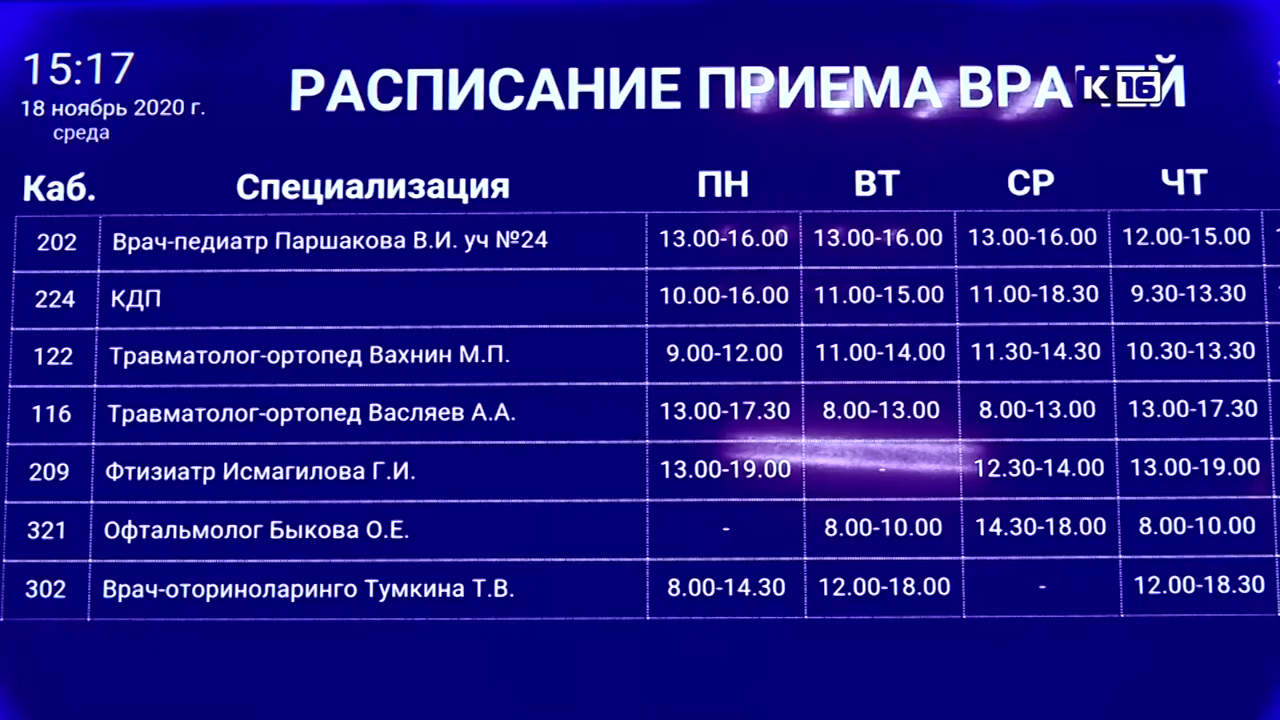 15:17
18 ноябрь 2020 г.
среда
РАСПИСАНИЕ ПРИЕМА ВРАЧЕЙ
К 16
Каб. Специализация ПН ВТ СР ЧТ
202 Врач-педиатр Паршакова В.И. уч №24 13.00-16.00 13.00-16.00 13.00-16.00 12.00-15.00
224 КДП 10.00-16.00 11.00-15.00 11.00-18.30 9.30-13.30
122 Травматолог-ортопед Вахнин М.П. 9.00-12.00 11.00-14.00 11.30-14.30 10.30-13.30
116 Травматолог-ортопед Васляев А.А. 13.00-17.30 8.00-13.00 8.00-13.00 13.00-17.30
209 Фтизиатр Исмагилова Г.И. 13.00-19.00 - 12.30-14.00 13.00-19.00
321 Офтальмолог Быкова О.Е. - 8.00-10.00 14.30-18.00 8.00-10.00
302 Врач-оториноларинго Тумкина Т.В. 8.00-14.30 12.00-18.00 - 12.00-18.30